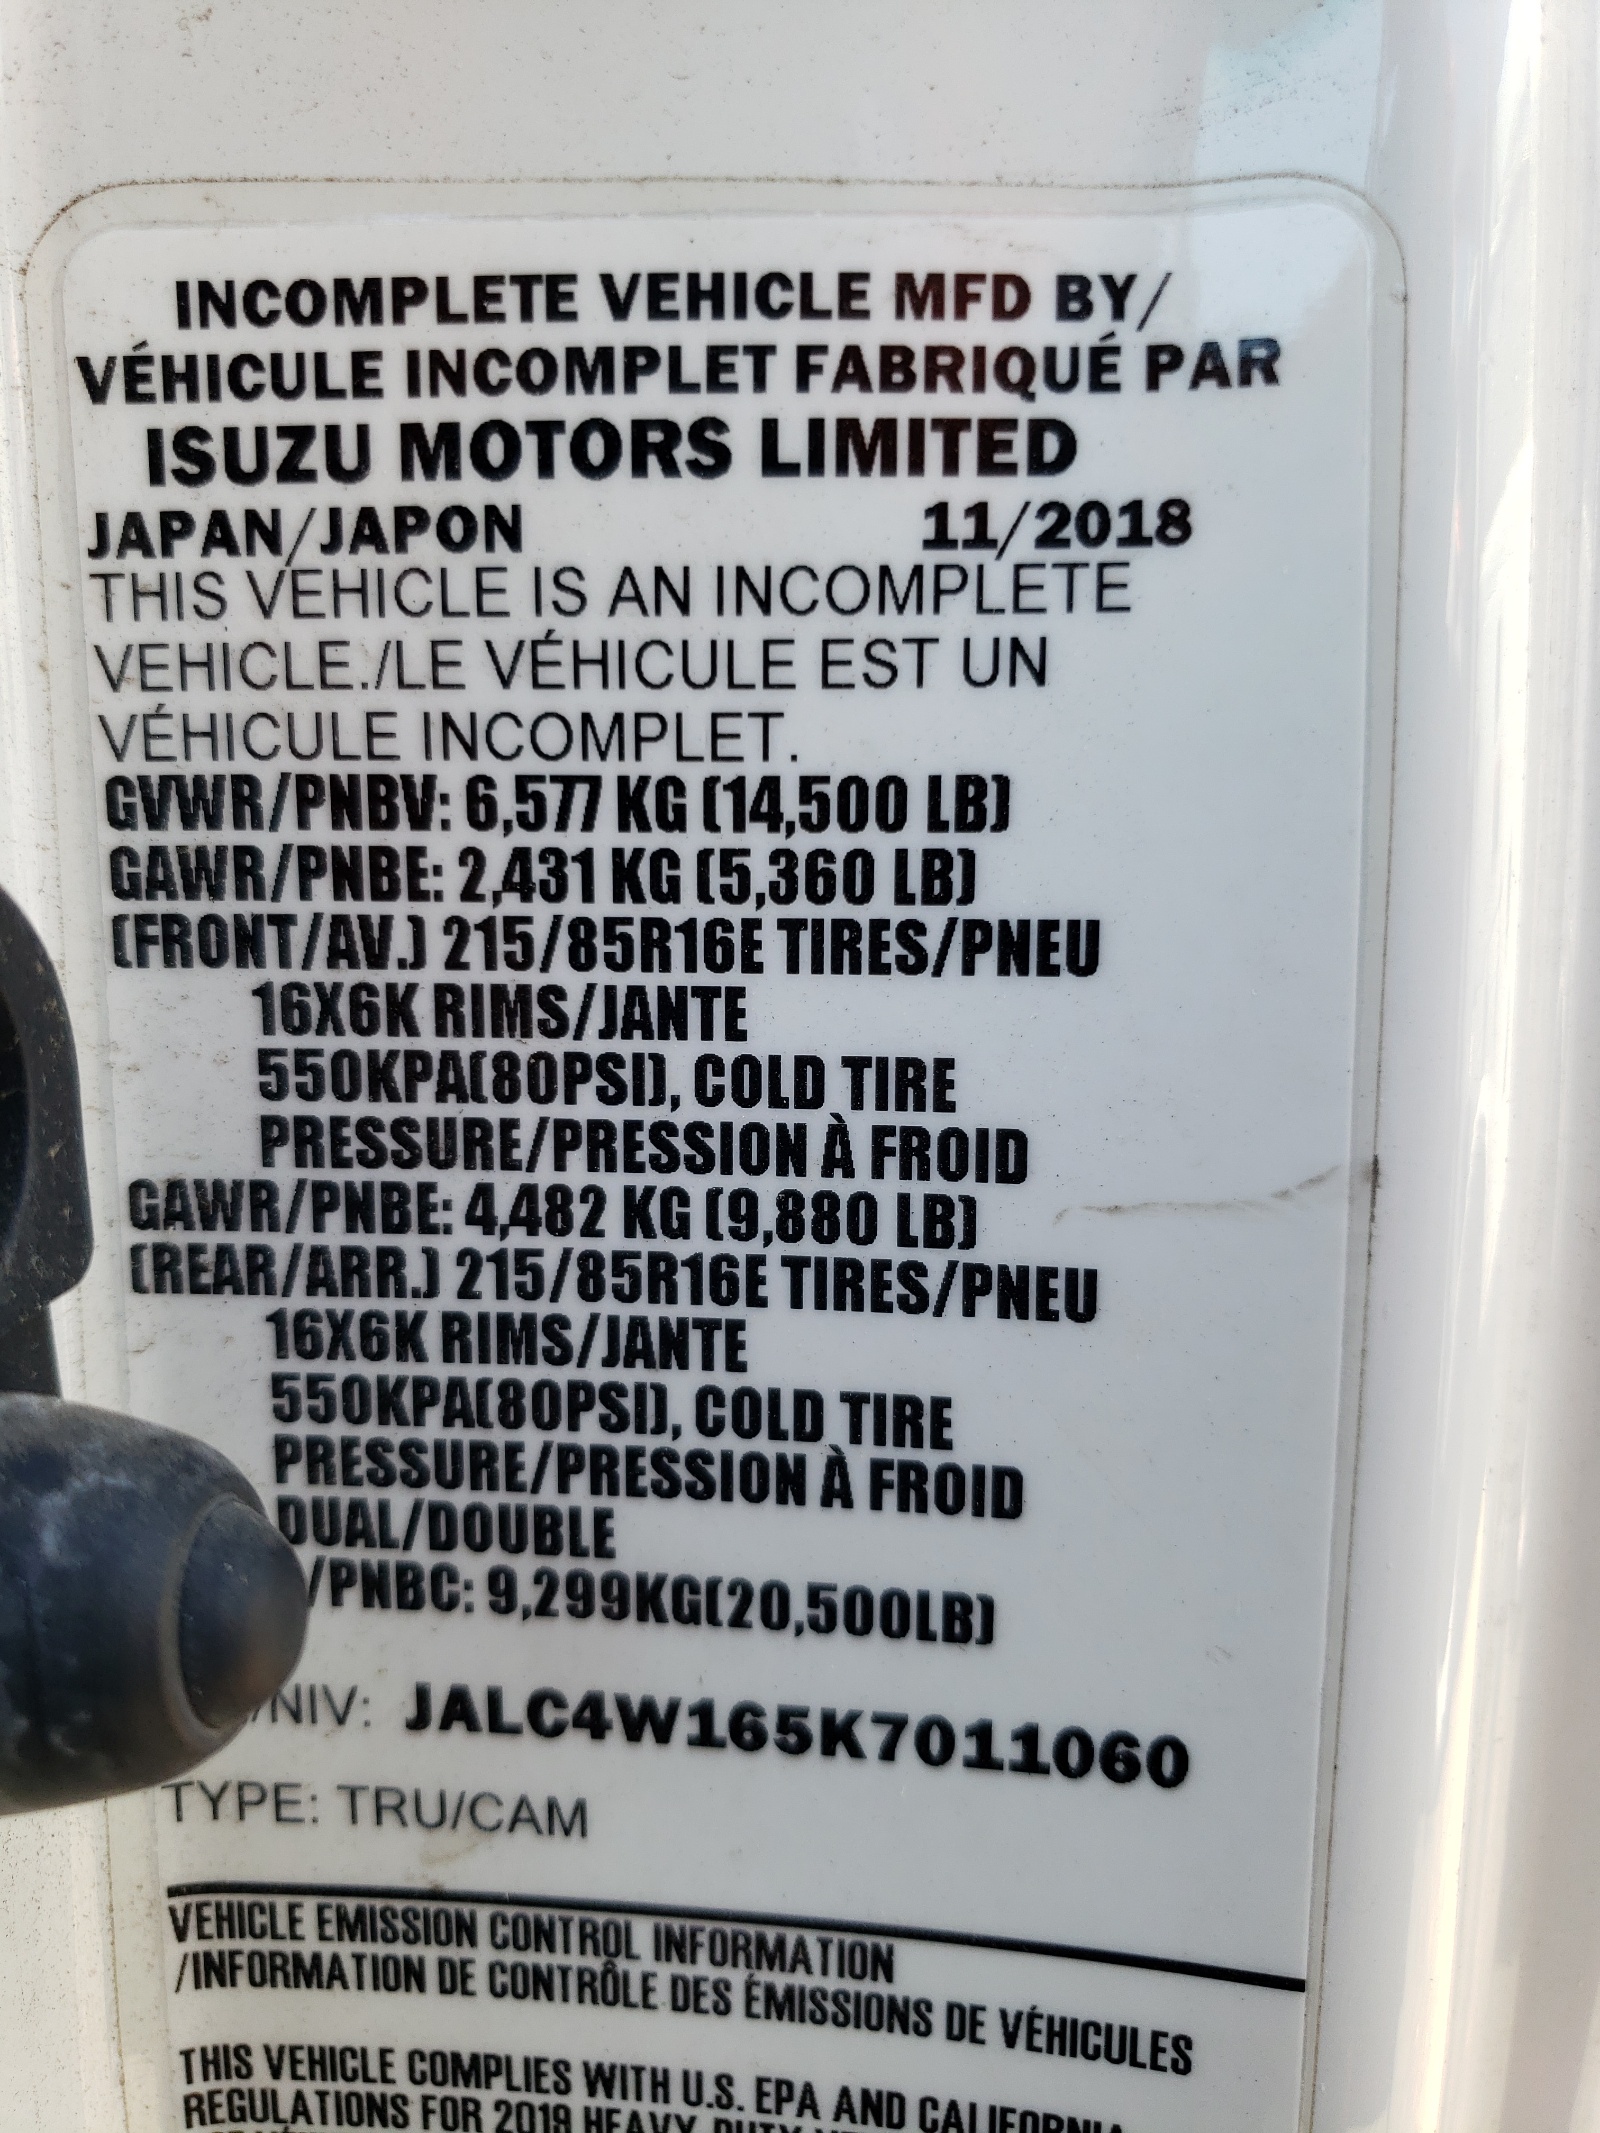 INCOMPLETE VEHICLE MFD BY/
VÉHICULE INCOMPLET FABRIQUÉ PAR
ISUZU MOTORS LIMITED
JAPAN/JAPON 11/2018
THIS VEHICLE IS AN INCOMPLETE
VEHICLE./LE VÉHICULE EST UN
VÉHICULE INCOMPLET.
GVWR/PNBV: 6,577 KG (14,500 LB)
GAWR/PNBE: 2,431 KG (5,360 LB)
(FRONT/AV.) 215/85R16E TIRES/PNEU
16X6K RIMS/JANTE
550KPA(80PSI), COLD TIRE
PRESSURE/PRESSION À FROID
GAWR/PNBE: 4,482 KG (9,880 LB)
(REAR/ARR.) 215/85R16E TIRES/PNEU
16X6K RIMS/JANTE
550KPA(80PSI), COLD TIRE
PRESSURE/PRESSION À FROID
DUAL/DOUBLE
/PNBC: 9,299KG(20,500LB)
/NIV: JALC4W165K7011060
TYPE: TRU/CAM
VEHICLE EMISSION CONTROL INFORMATION
/INFORMATION DE CONTRÔLE DES ÉMISSIONS DE VÉHICULES
THIS VEHICLE COMPLIES WITH U.S. EPA AND CALIFORNIA
REGULATIONS FOR 2019 HEAVY-DUTY